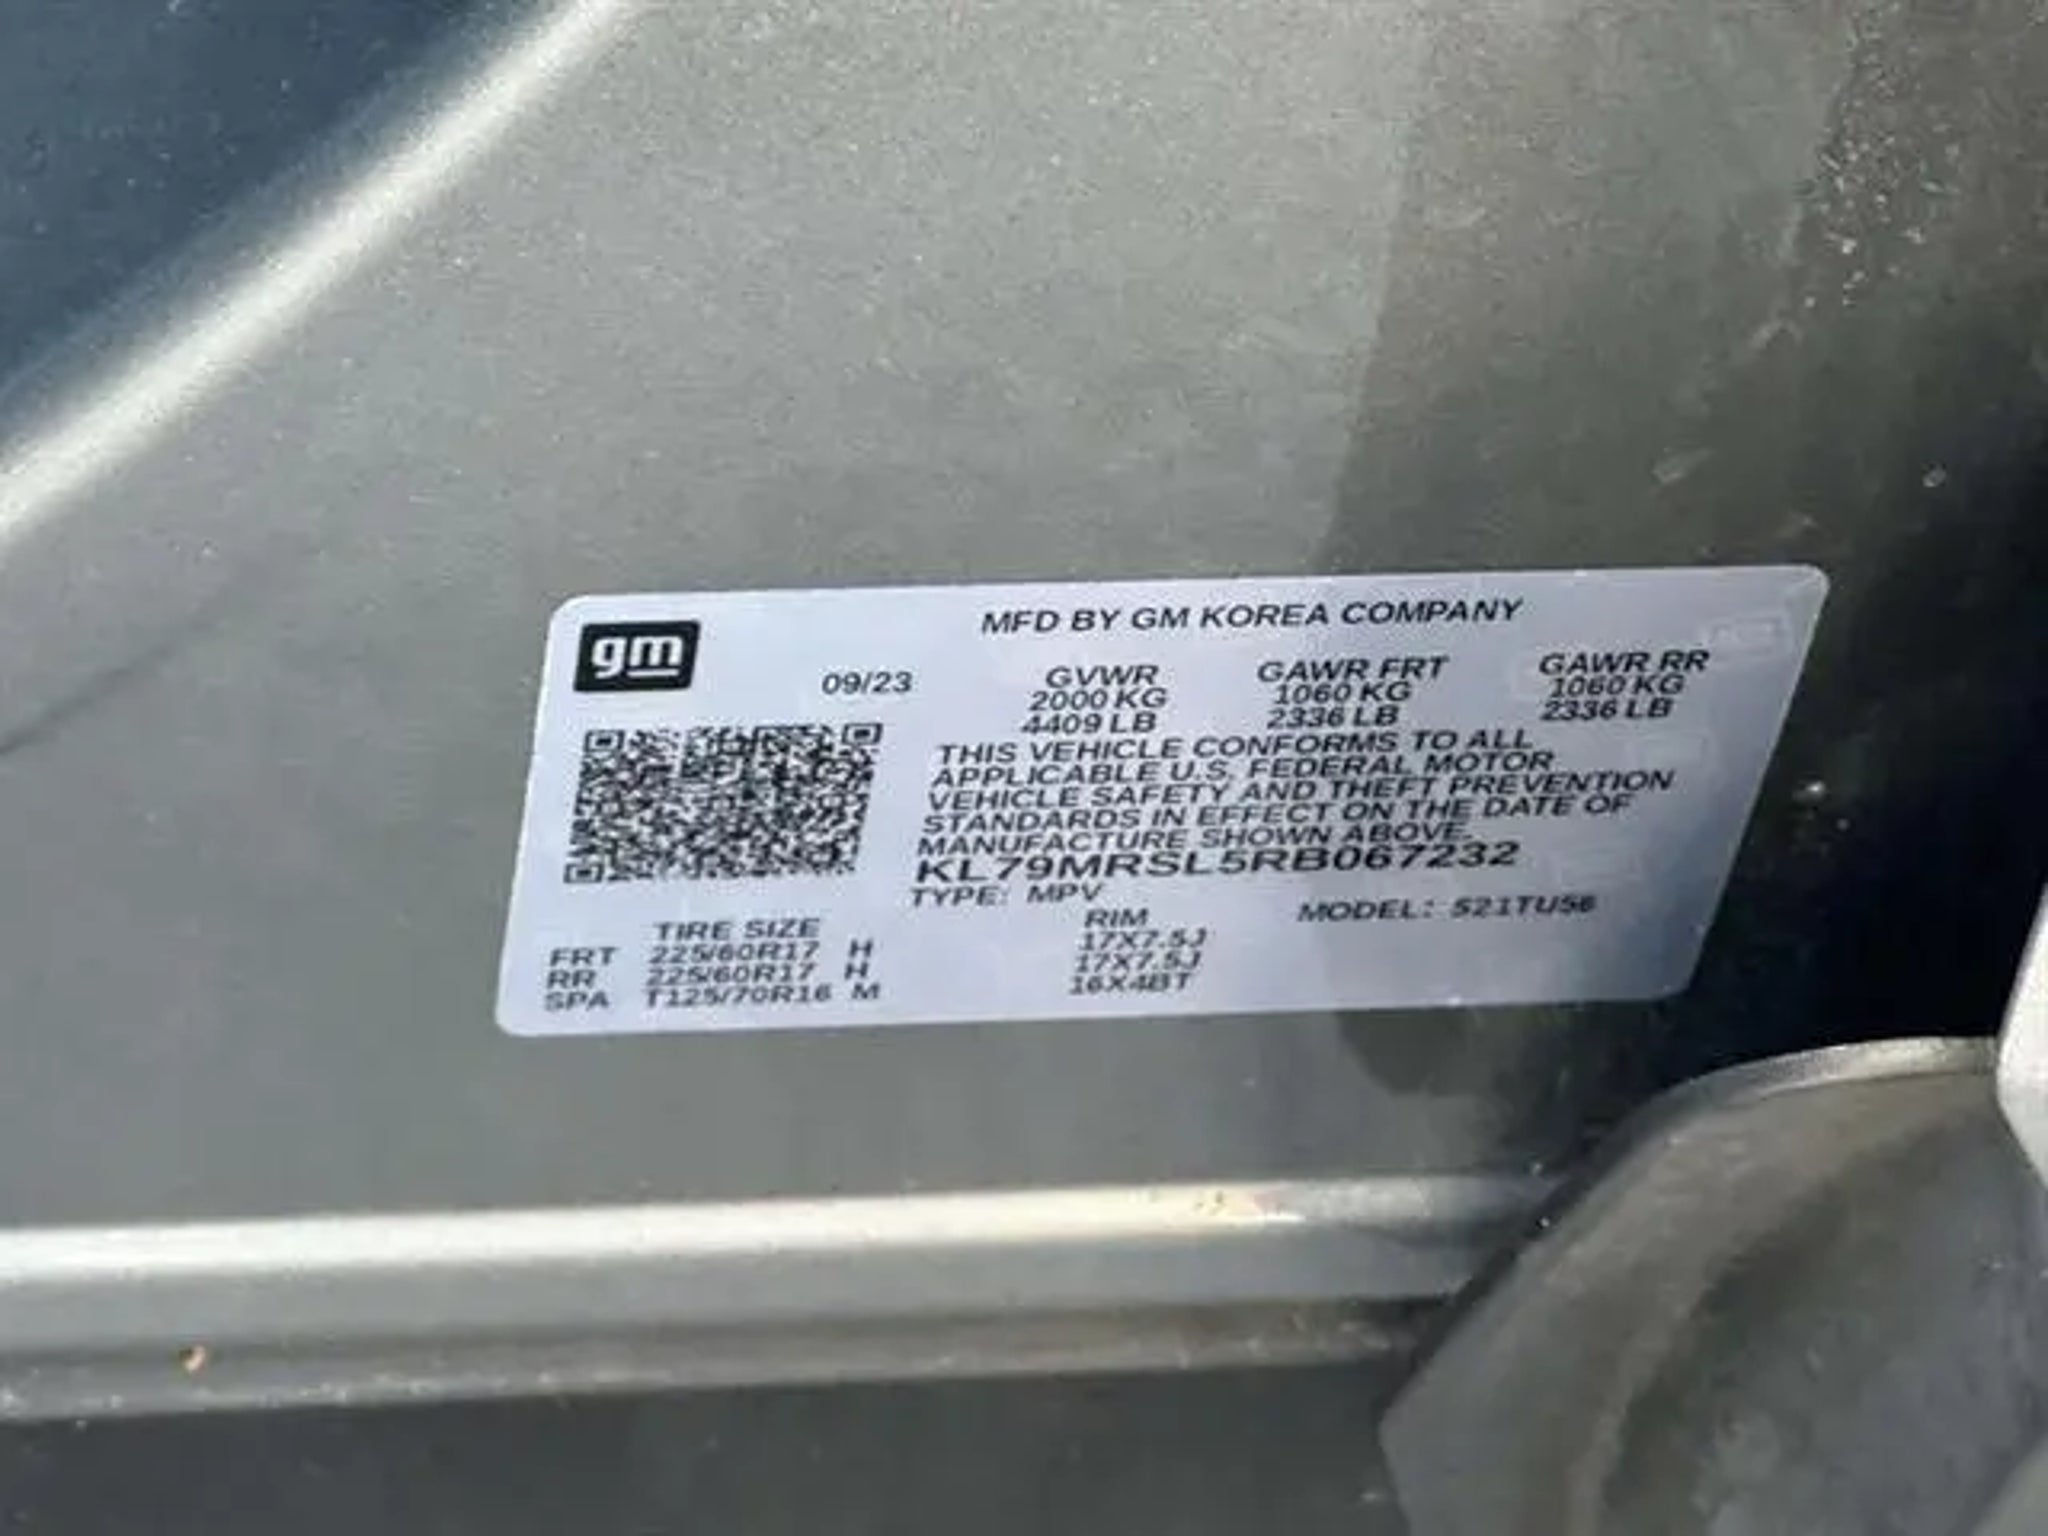 gm
MFD BY GM KOREA COMPANY
09/23 GVWR GAWR FRT GAWR RR
2000 KG 1060 KG 1060 KG
4409 LB 2336 LB 2336 LB
THIS VEHICLE CONFORMS TO ALL
APPLICABLE U.S. FEDERAL MOTOR
VEHICLE SAFETY AND THEFT PREVENTION
STANDARDS IN EFFECT ON THE DATE OF
MANUFACTURE SHOWN ABOVE.
KL79MRSL5RB067232
TYPE: MPV MODEL: 521TU56
TIRE SIZE RIM
FRT 225/60R17 H 17X7.5J
RR 225/60R17 H 17X7.5J
SPA T125/70R16 M 16X4BT